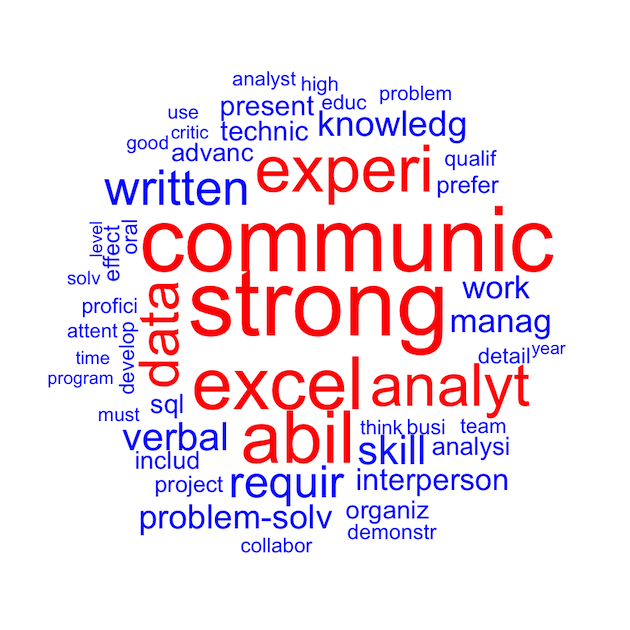 analyst high
present educ problem
use
critic technic knowledg
good advanc experi qualif
written prefer
level effect oral communic
solv strong work
profici data manag
attent develop detail year
time
program excel analyt
must sql
verbal abil think busi team
includ skill analysi
project requir interperson
problem-solv organiz
demonstr
collabor